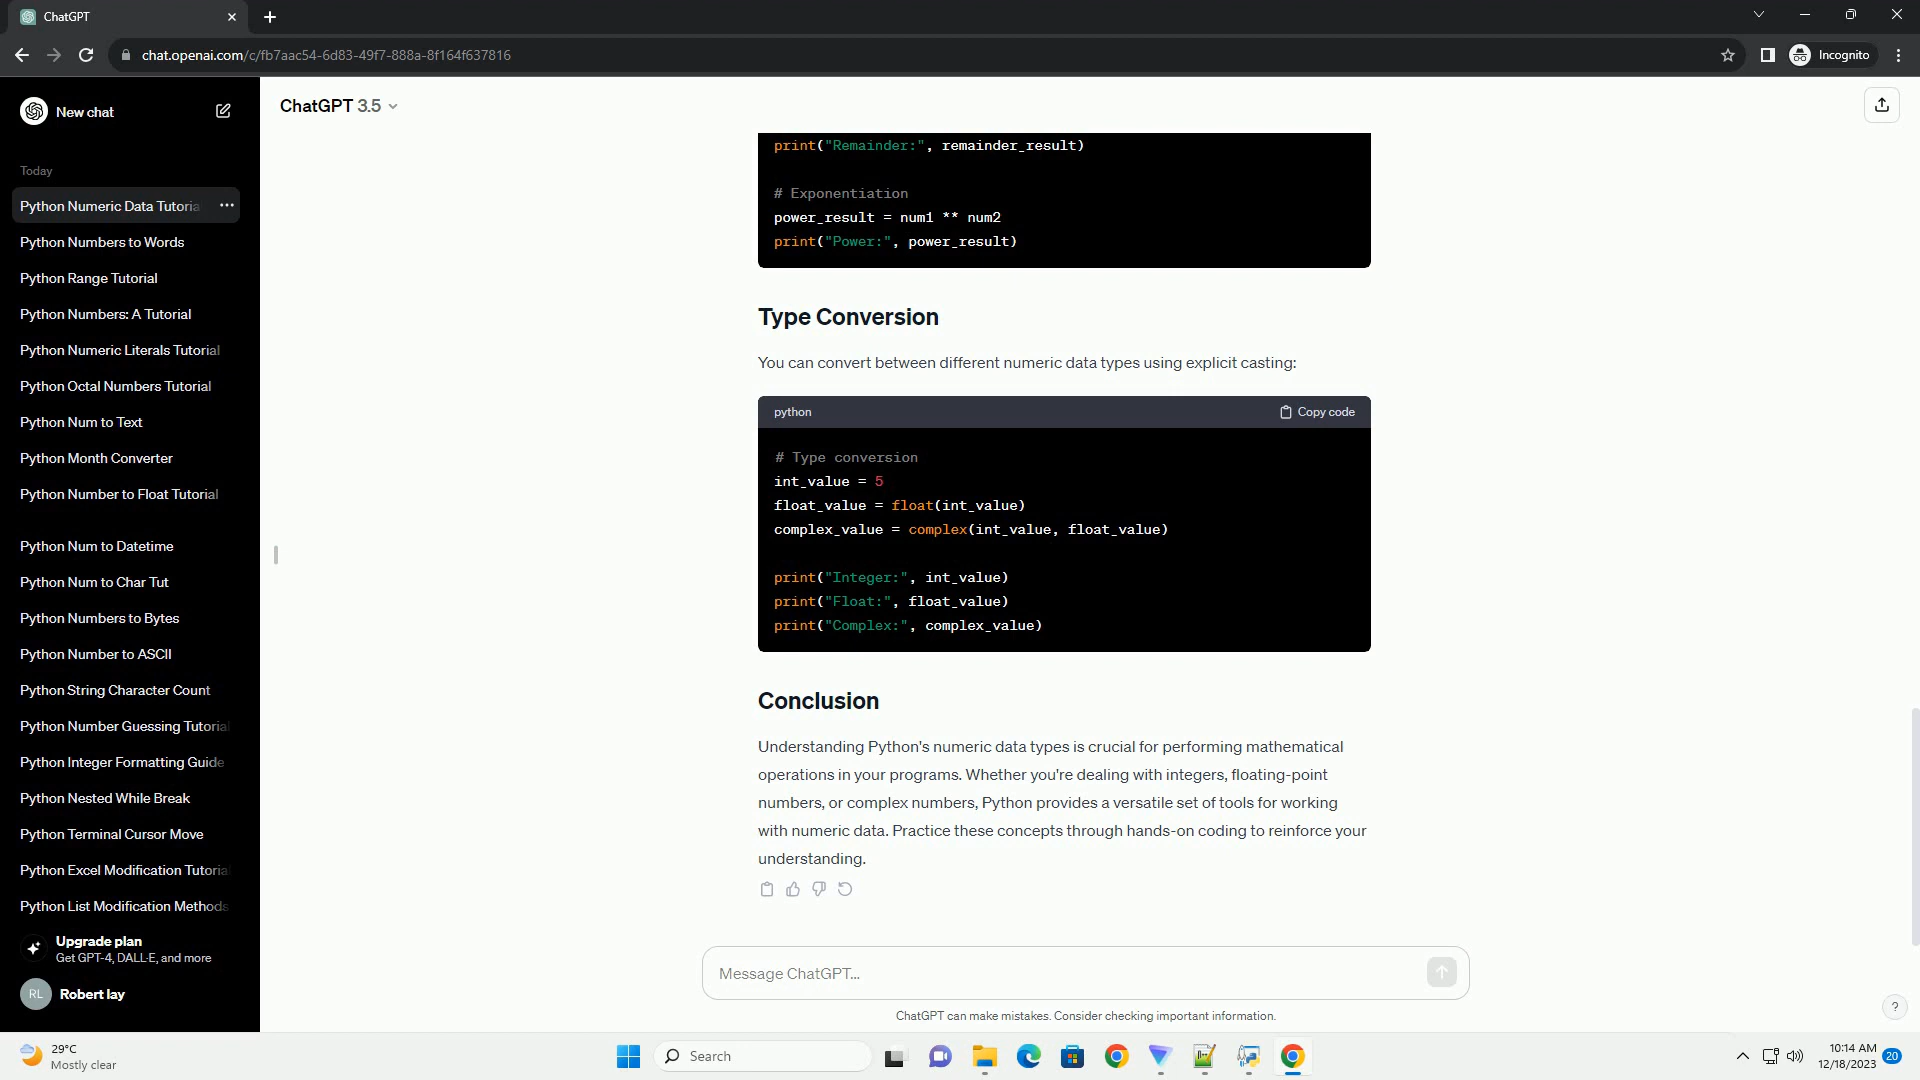 ChatGPT
chat.openai.com/c/fb7aac54-6d83-49f7-888a-8f164f637816
Incognito
New chat
Today
Python Numeric Data Tutoria
Python Numbers to Words
Python Range Tutorial
Python Numbers: A Tutorial
Python Numeric Literals Tutorial
Python Octal Numbers Tutorial
Python Num to Text
Python Month Converter
Python Number to Float Tutorial
Python Num to Datetime
Python Num to Char Tut
Python Numbers to Bytes
Python Number to ASCII
Python String Character Count
Python Number Guessing Tutorial
Python Integer Formatting Guide
Python Nested While Break
Python Terminal Cursor Move
Python Excel Modification Tutorial
Python List Modification Methods
Upgrade plan
Get GPT-4, DALL·E, and more
RL
Robert lay
ChatGPT 3.5
print("Remainder:", remainder_result)
# Exponentiation
power_result = num1 ** num2
print("Power:", power_result)
Type Conversion
You can convert between different numeric data types using explicit casting:
python
Copy code
# Type conversion
int_value = 5
float_value = float(int_value)
complex_value = complex(int_value, float_value)
print("Integer:", int_value)
print("Float:", float_value)
print("Complex:", complex_value)
Conclusion
Understanding Python's numeric data types is crucial for performing mathematical
operations in your programs. Whether you're dealing with integers, floating-point
numbers, or complex numbers, Python provides a versatile set of tools for working
with numeric data. Practice these concepts through hands-on coding to reinforce your
understanding.
Message ChatGPT...
ChatGPT can make mistakes. Consider checking important information.
?
29°C
Mostly clear
Search
10:14 AM
12/18/2023
20